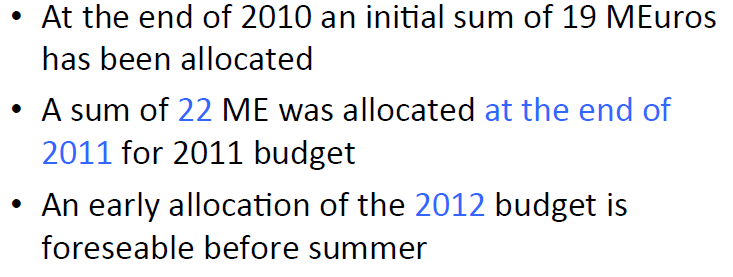 • At the end of 2010 an initial sum of 19 MEuros
has been allocated
• A sum of 22 ME was allocated at the end of
2011 for 2011 budget
• An early allocation of the 2012 budget is
foreseable before summer